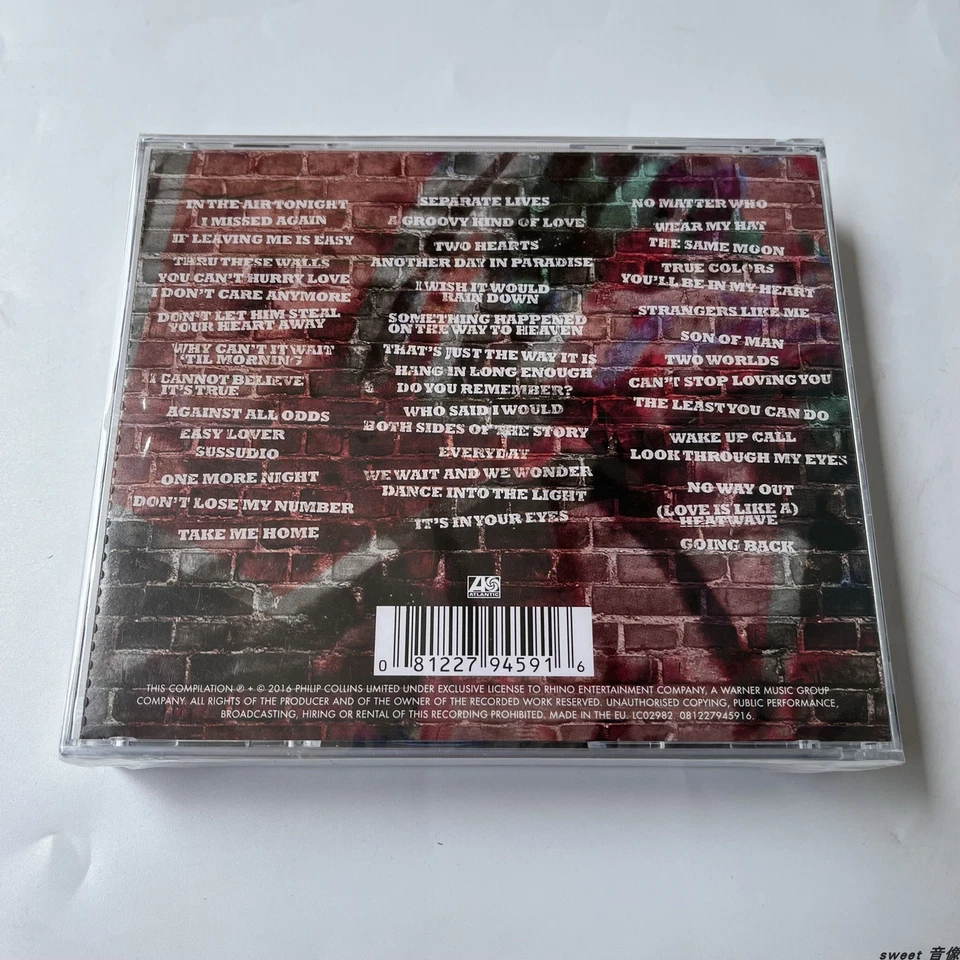 IN THE AIR TONIGHT
I MISSED AGAIN
IF LEAVING ME IS EASY
THRU THESE WALLS
YOU CAN'T HURRY LOVE
I DON'T CARE ANYMORE
DON'T LET HIM STEAL
YOUR HEART AWAY
WHY CAN'T IT WAIT
'TIL MORNING
I CANNOT BELIEVE
IT'S TRUE
AGAINST ALL ODDS
EASY LOVER
SUSSUDIO
ONE MORE NIGHT
DON'T LOSE MY NUMBER
TAKE ME HOME
SEPARATE LIVES
A GROOVY KIND OF LOVE
TWO HEARTS
ANOTHER DAY IN PARADISE
I WISH IT WOULD
RAIN DOWN
SOMETHING HAPPENED
ON THE WAY TO HEAVEN
THAT'S JUST THE WAY IT IS
HANG IN LONG ENOUGH
DO YOU REMEMBER?
WHO SAID I WOULD
BOTH SIDES OF THE STORY
EVERYDAY
WE WAIT AND WE WONDER
DANCE INTO THE LIGHT
IT'S IN YOUR EYES
NO MATTER WHO
WEAR MY HAT
THE SAME MOON
TRUE COLORS
YOU'LL BE IN MY HEART
STRANGERS LIKE ME
SON OF MAN
TWO WORLDS
CAN'T STOP LOVING YOU
THE LEAST YOU CAN DO
WAKE UP CALL
LOOK THROUGH MY EYES
NO WAY OUT
(LOVE IS LIKE A)
HEATWAVE
GOING BACK
ATLANTIC
0 81227 94591 6
THIS COMPILATION ℗ + © 2016 PHILIP COLLINS LIMITED UNDER EXCLUSIVE LICENSE TO RHINO ENTERTAINMENT COMPANY, A WARNER MUSIC GROUP
COMPANY. ALL RIGHTS OF THE PRODUCER AND OF THE OWNER OF THE RECORDED WORK RESERVED. UNAUTHORISED COPYING, PUBLIC PERFORMANCE,
BROADCASTING, HIRING OR RENTAL OF THIS RECORDING PROHIBITED. MADE IN THE EU. LC02982 081227945916.
sweet 音像